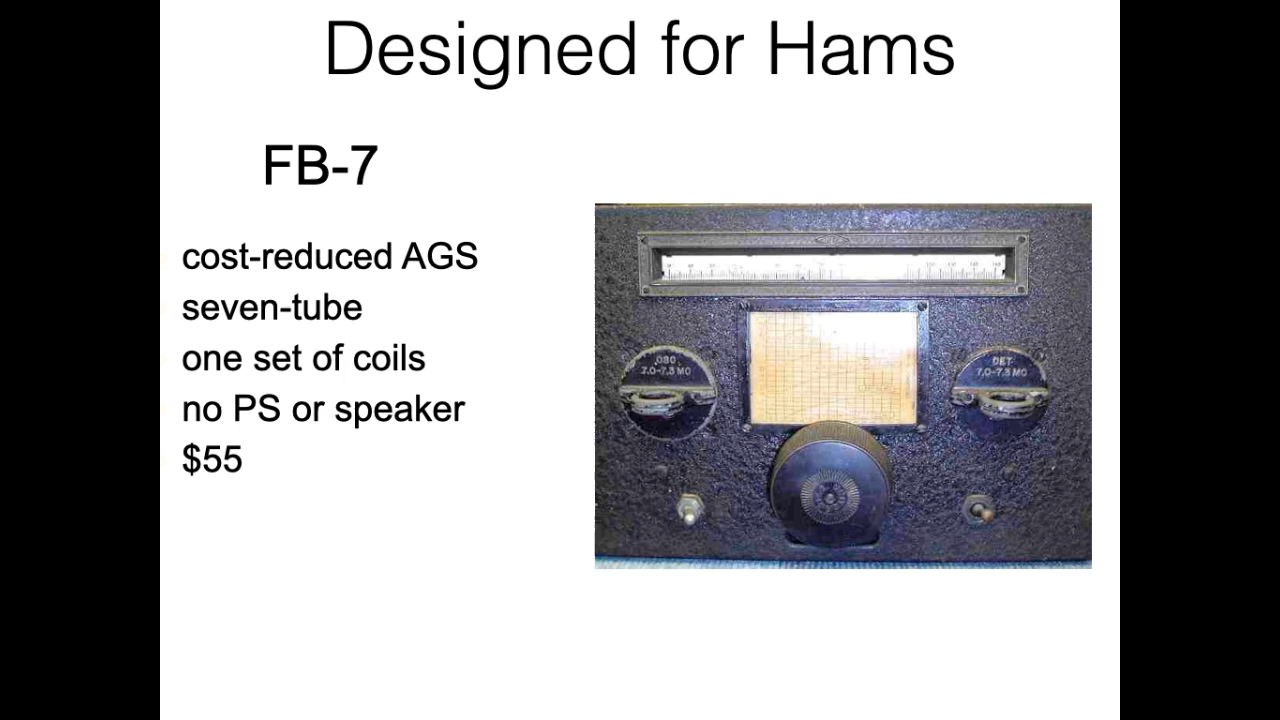 Designed for Hams
FB-7
cost-reduced AGS
seven-tube
one set of coils
no PS or speaker
$55
OSC
7.0-7.3 MC
DET
7.0-7.3 MC